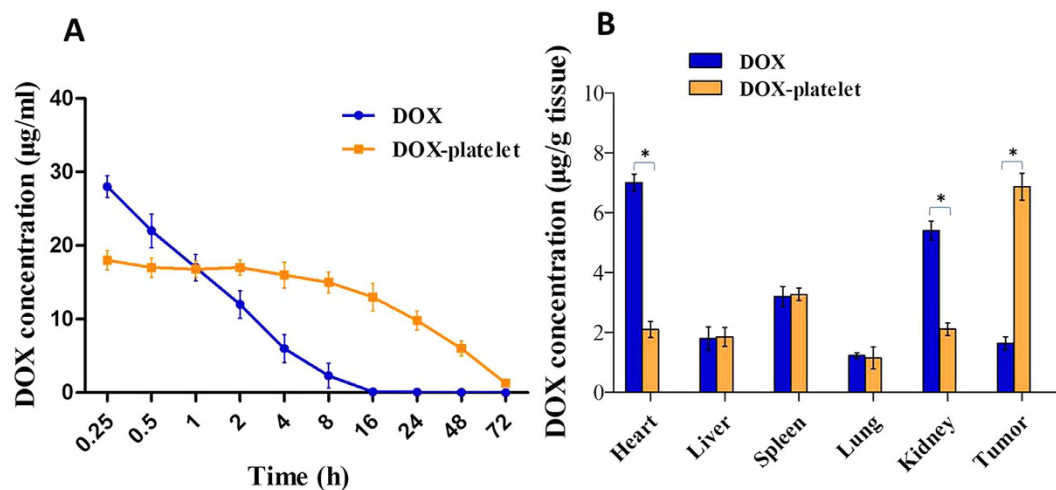 A
DOX concentration (µg/ml)
40
30
20
10
0
DOX
DOX-platelet
0.25
0.5
1
2
4
8
16
24
48
72
Time (h)
B
DOX concentration (µg/g tissue)
DOX
DOX-platelet
10
8
6
4
2
0
*
*
*
Heart
Liver
Spleen
Lung
Kidney
Tumor